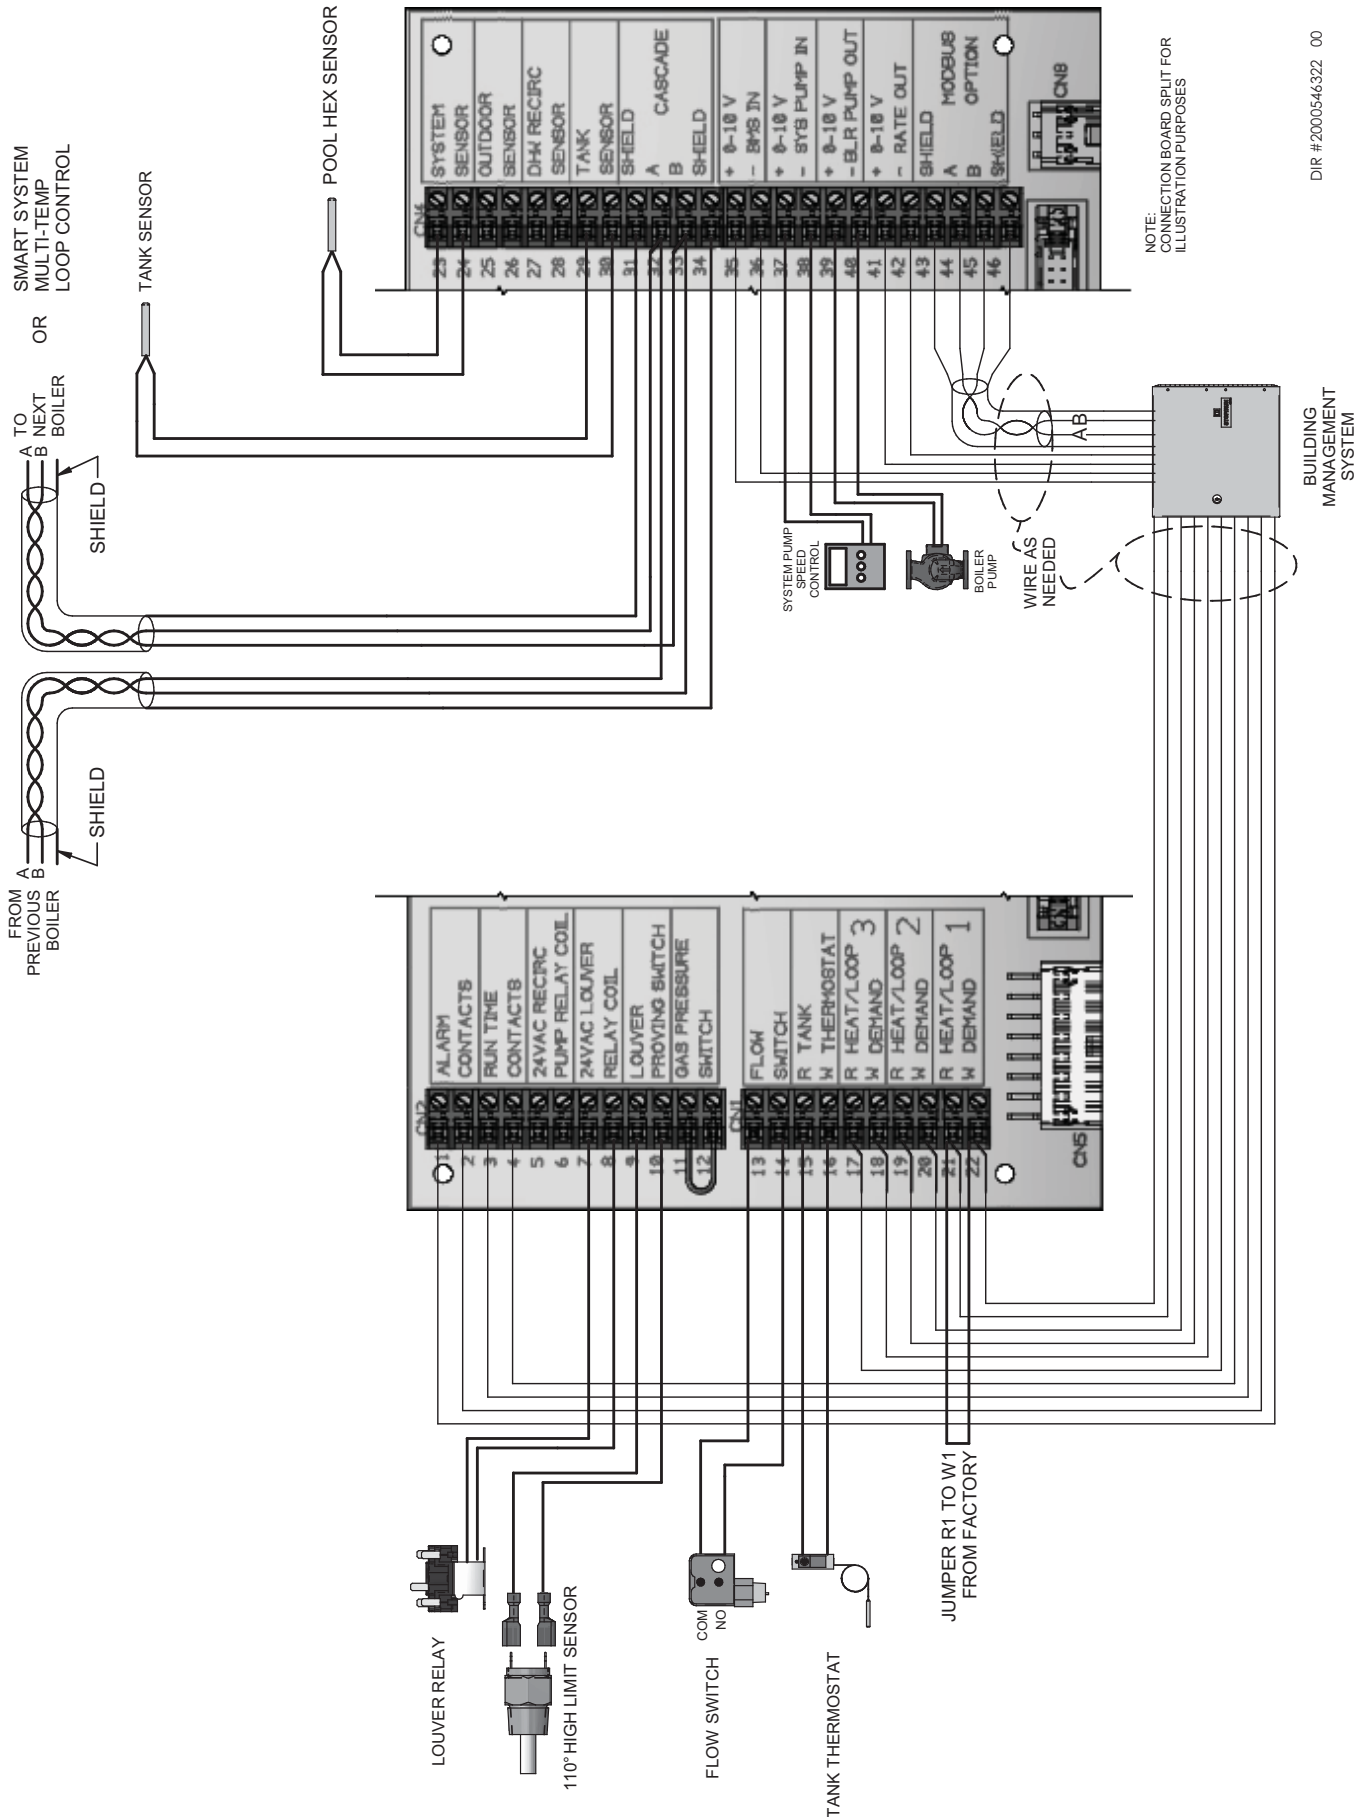 FROM
PREVIOUS
BOILER
A
B
SHIELD
A
B
TO
NEXT
BOILER
SHIELD
OR
SMART SYSTEM
MULTI-TEMP
LOOP CONTROL
TANK SENSOR
POOL HEX SENSOR
LOUVER RELAY
110° HIGH LIMIT SENSOR
FLOW SWITCH
COM
NO
TANK THERMOSTAT
JUMPER R1 TO W1
FROM FACTORY
CN2
1
2
3
4
5
6
7
8
9
10
11
12
ALARM
CONTACTS
RUN TIME
CONTACTS
24VAC RECIRC
PUMP RELAY COIL
24VAC LOUVER
RELAY COIL
LOUVER
PROVING SWITCH
GAS PRESSURE
SWITCH
CN1
13
14
15
16
17
18
19
20
21
22
FLOW
SWITCH
R TANK
W THERMOSTAT
R HEAT/LOOP 3
W DEMAND
R HEAT/LOOP 2
W DEMAND
R HEAT/LOOP 1
W DEMAND
CN5
CN4
23
24
25
26
27
28
29
30
31
32
33
34
35
36
37
38
39
40
41
42
43
44
45
46
SYSTEM
SENSOR
OUTDOOR
SENSOR
DHW RECIRC
SENSOR
TANK
SENSOR
SHIELD
A
CASCADE
B
SHIELD
+ 0-10 V
- BMS IN
+ 0-10 V
- SYS PUMP IN
+ 0-10 V
- BLR PUMP OUT
+ 0-10 V
- RATE OUT
SHIELD
A MODBUS
B OPTION
SHIELD
CN8
SYSTEM PUMP
SPEED
CONTROL
BOILER
PUMP
WIRE AS
NEEDED
A
B
BUILDING
MANAGEMENT
SYSTEM
NOTE:
CONNECTION BOARD SPLIT FOR
ILLUSTRATION PURPOSES
DIR #2000546322 00